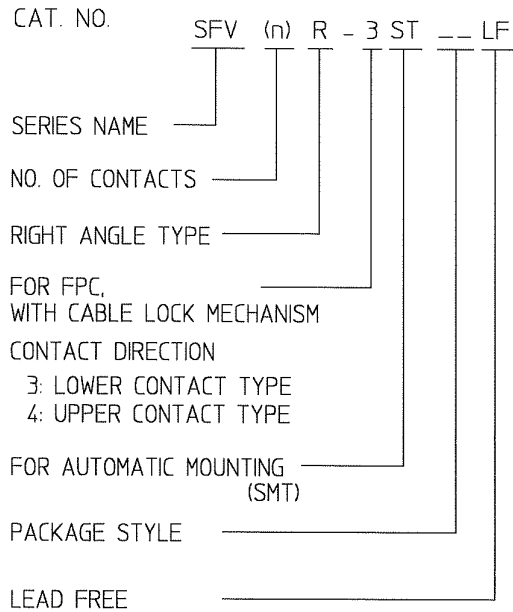 CAT. NO.
SFV (n) R - 3 ST __ LF
SERIES NAME
NO. OF CONTACTS
RIGHT ANGLE TYPE
FOR FPC,
WITH CABLE LOCK MECHANISM
CONTACT DIRECTION
3: LOWER CONTACT TYPE
4: UPPER CONTACT TYPE
FOR AUTOMATIC MOUNTING
(SMT)
PACKAGE STYLE
LEAD FREE